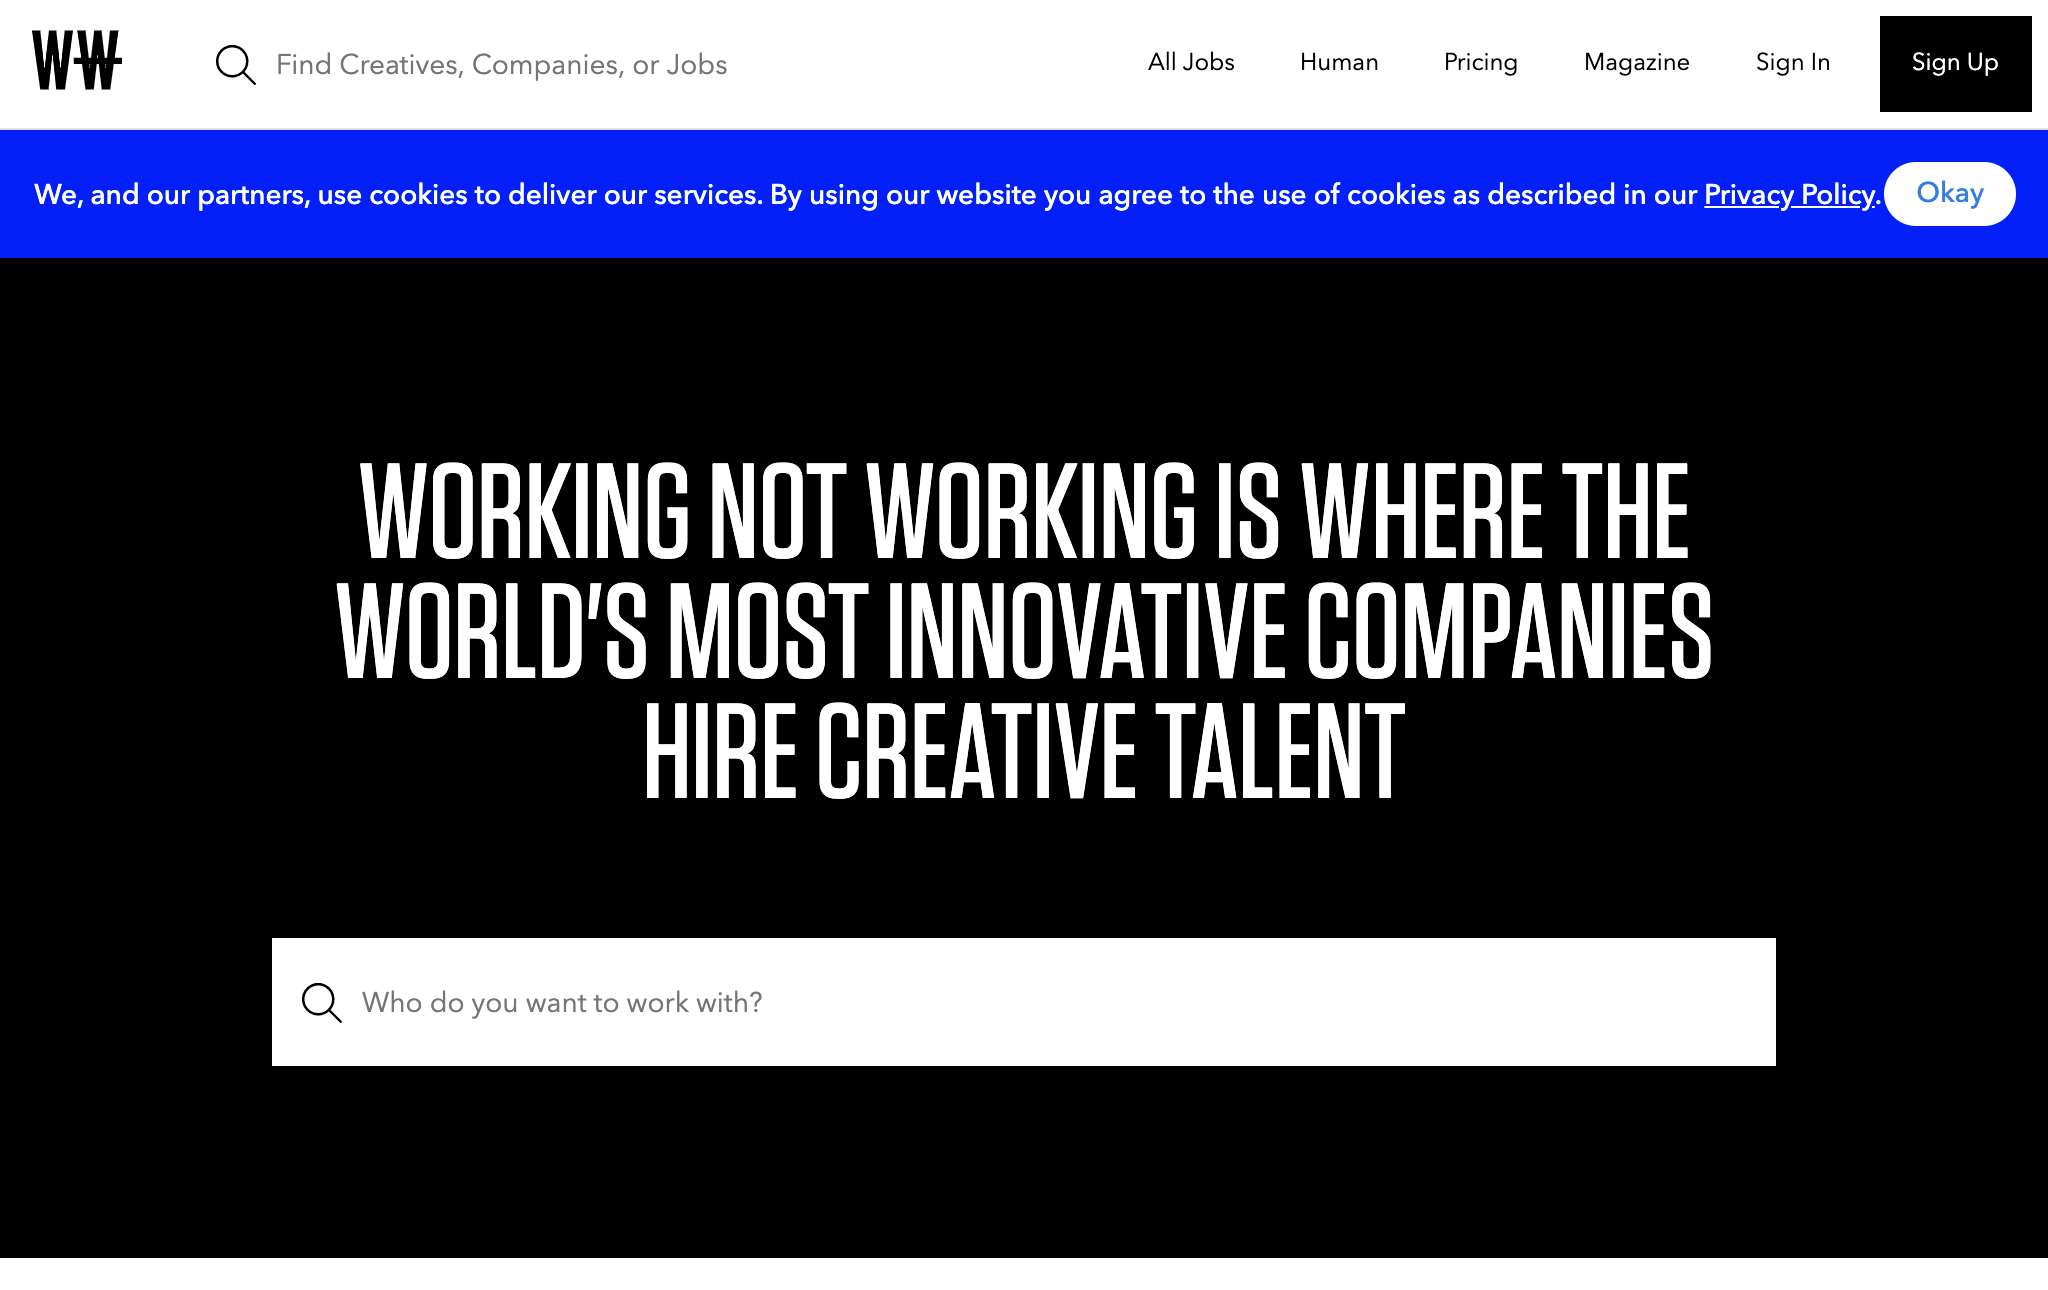 WW
Find Creatives, Companies, or Jobs
All Jobs
Human
Pricing
Magazine
Sign In
Sign Up
We, and our partners, use cookies to deliver our services. By using our website you agree to the use of cookies as described in our Privacy Policy.
Okay
WORKING NOT WORKING IS WHERE THE
WORLD'S MOST INNOVATIVE COMPANIES
HIRE CREATIVE TALENT
Who do you want to work with?